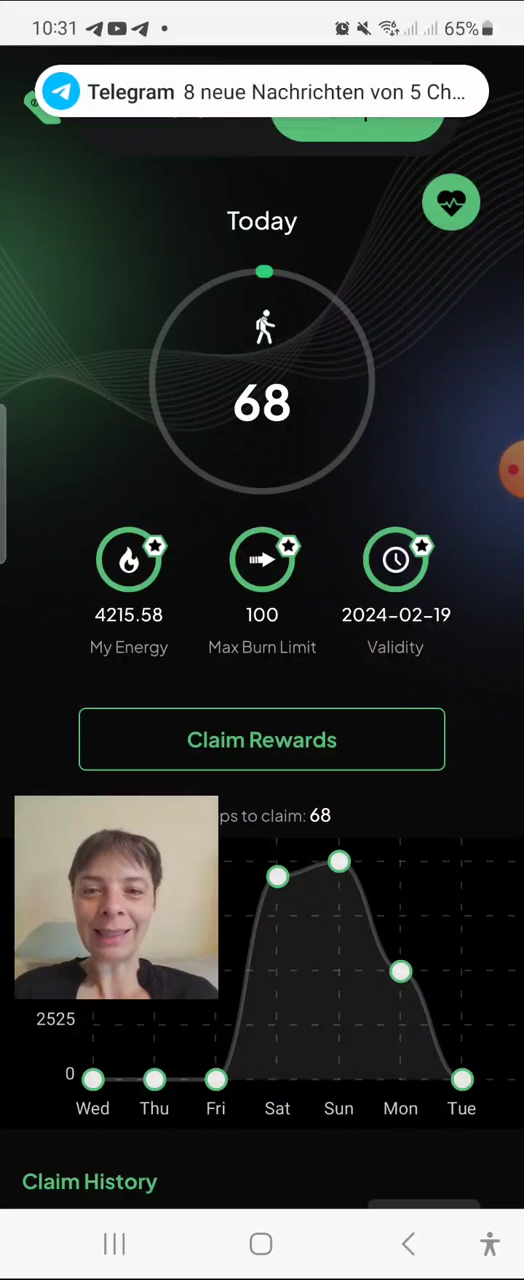 10:31
65%
Telegram 8 neue Nachrichten von 5 Ch...
Today
68
4215.58
100
2024-02-19
My Energy
Max Burn Limit
Validity
Claim Rewards
ps to claim: 68
2525
0
Wed Thu Fri Sat Sun Mon Tue
Claim History